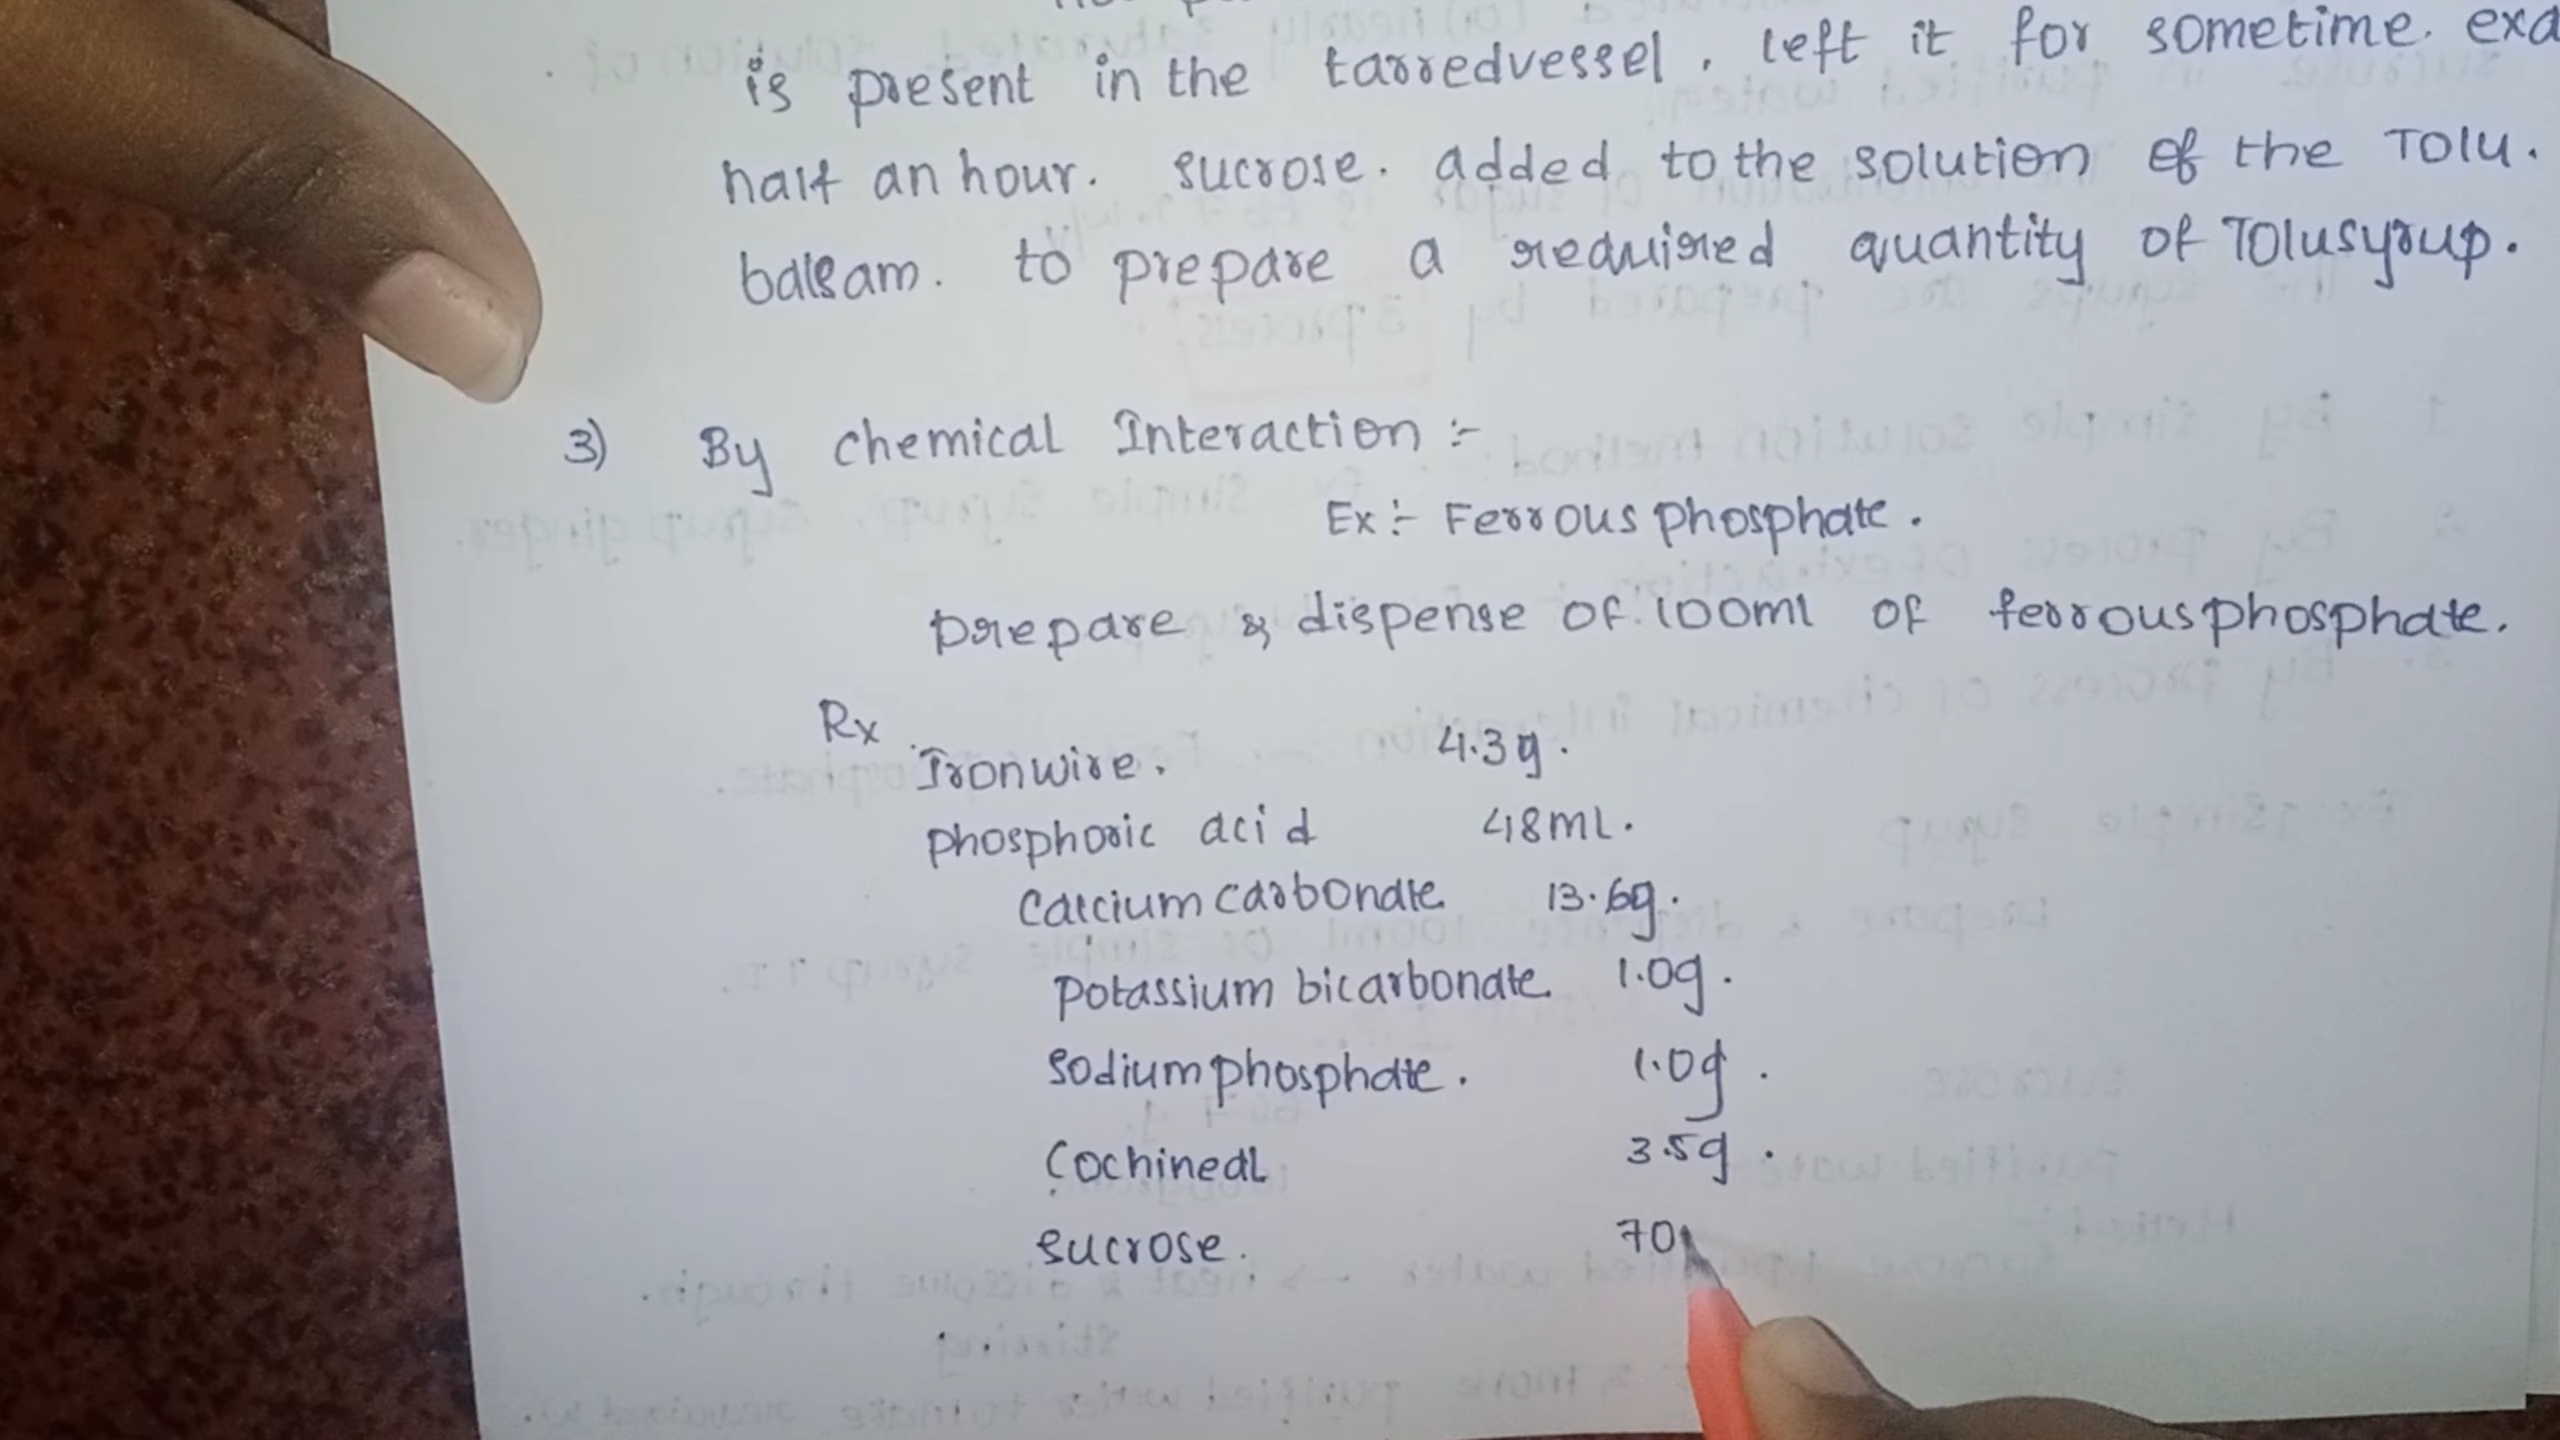 is present in the tarredvessel. left it for sometime. exa
half an hour. sucrose. added to the solution of the Tolu.
balsam. to prepare a required quantity of Tolusyrup.
3) By chemical Interaction :-
Ex :- Ferrous phosphate.
prepare & dispense of 100ml of ferrousphosphate.
Rx
Ironwire. 4.3g.
phosphoric acid 48mL.
calcium carbonate 13.6g.
potassium bicarbonate. 1.0g.
sodium phosphate. 1.0g.
Cochineal 3.5g.
sucrose. 70